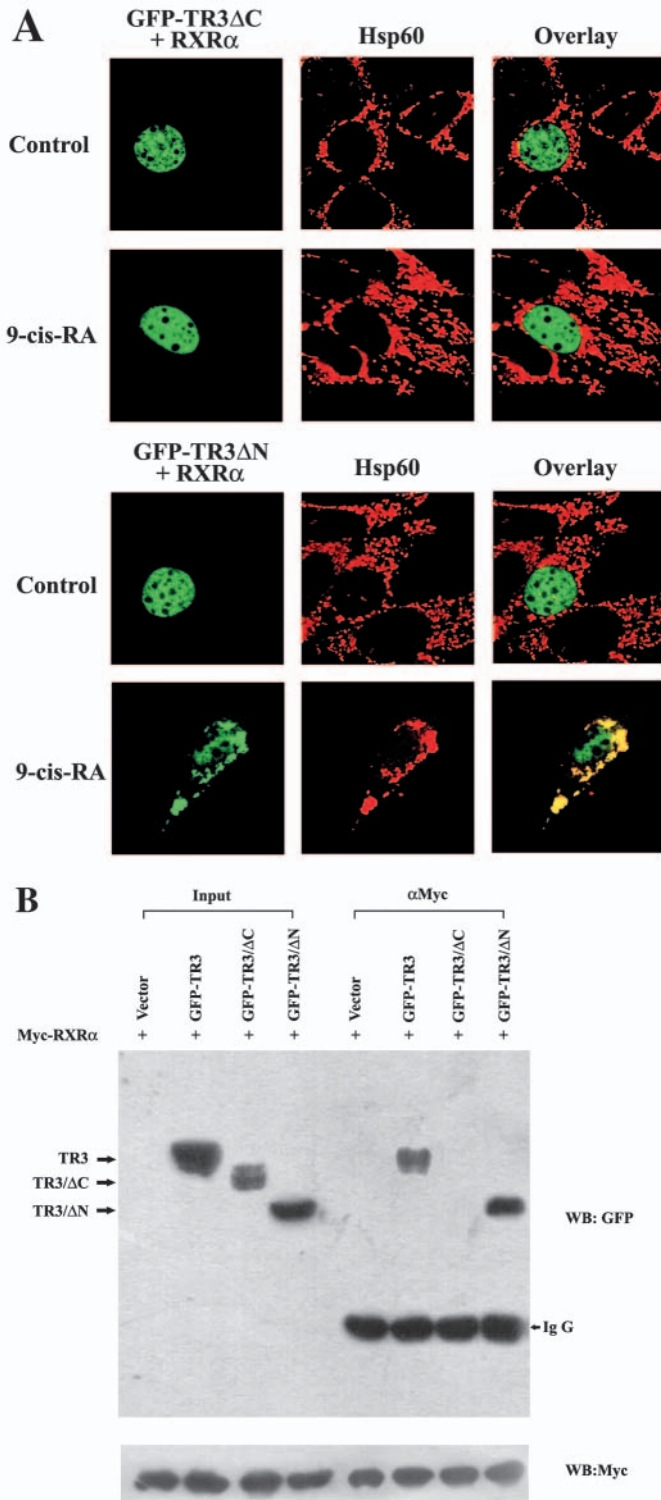 A
GFP-TR3ΔC
+ RXRα
Hsp60
Overlay
Control
9-cis-RA
GFP-TR3ΔN
+ RXRα
Hsp60
Overlay
Control
9-cis-RA
B
Input
αMyc
Vector
GFP-TR3
GFP-TR3/ΔC
GFP-TR3/ΔN
Vector
GFP-TR3
GFP-TR3/ΔC
GFP-TR3/ΔN
Myc-RXRα + + + + + + + +
TR3
TR3/ΔC
TR3/ΔN
WB: GFP
Ig G
WB:Myc